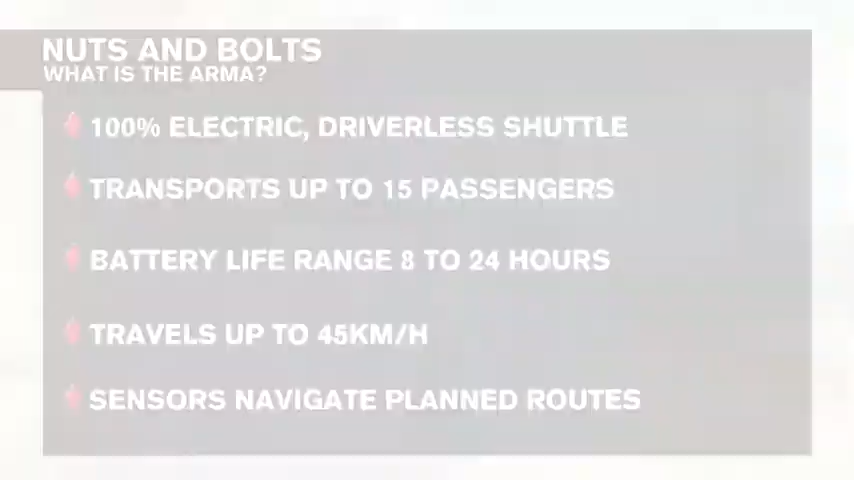 NUTS AND BOLTS
WHAT IS THE ARMA?
100% ELECTRIC, DRIVERLESS SHUTTLE
TRANSPORTS UP TO 15 PASSENGERS
BATTERY LIFE RANGE 8 TO 24 HOURS
TRAVELS UP TO 45KM/H
SENSORS NAVIGATE PLANNED ROUTES